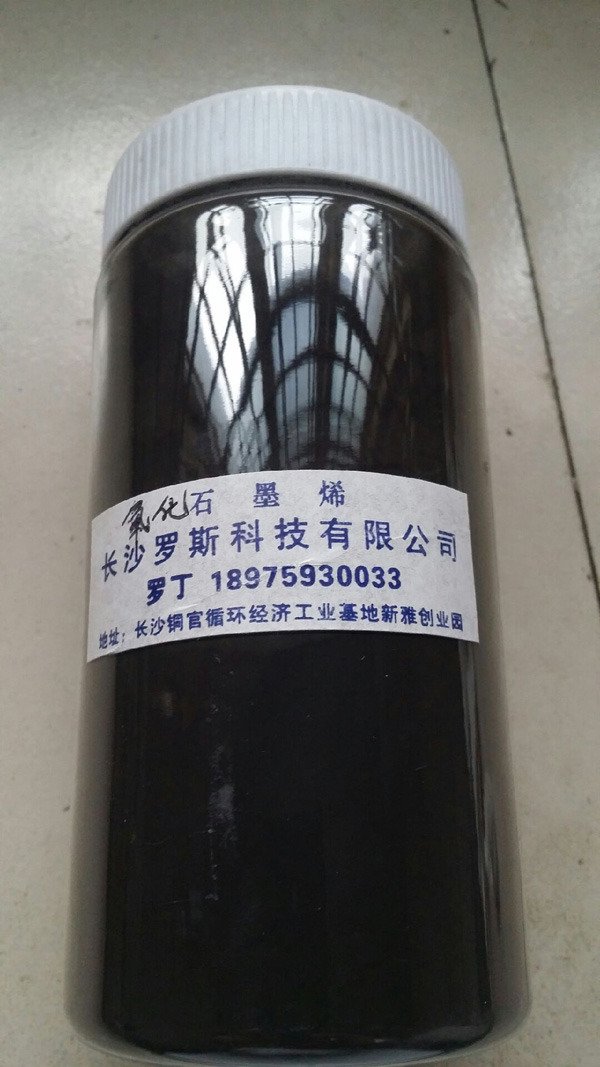 氧化石墨烯
长沙罗斯科技有限公司
罗丁 18975930033
地址：长沙铜官循环经济工业基地新雅创业园